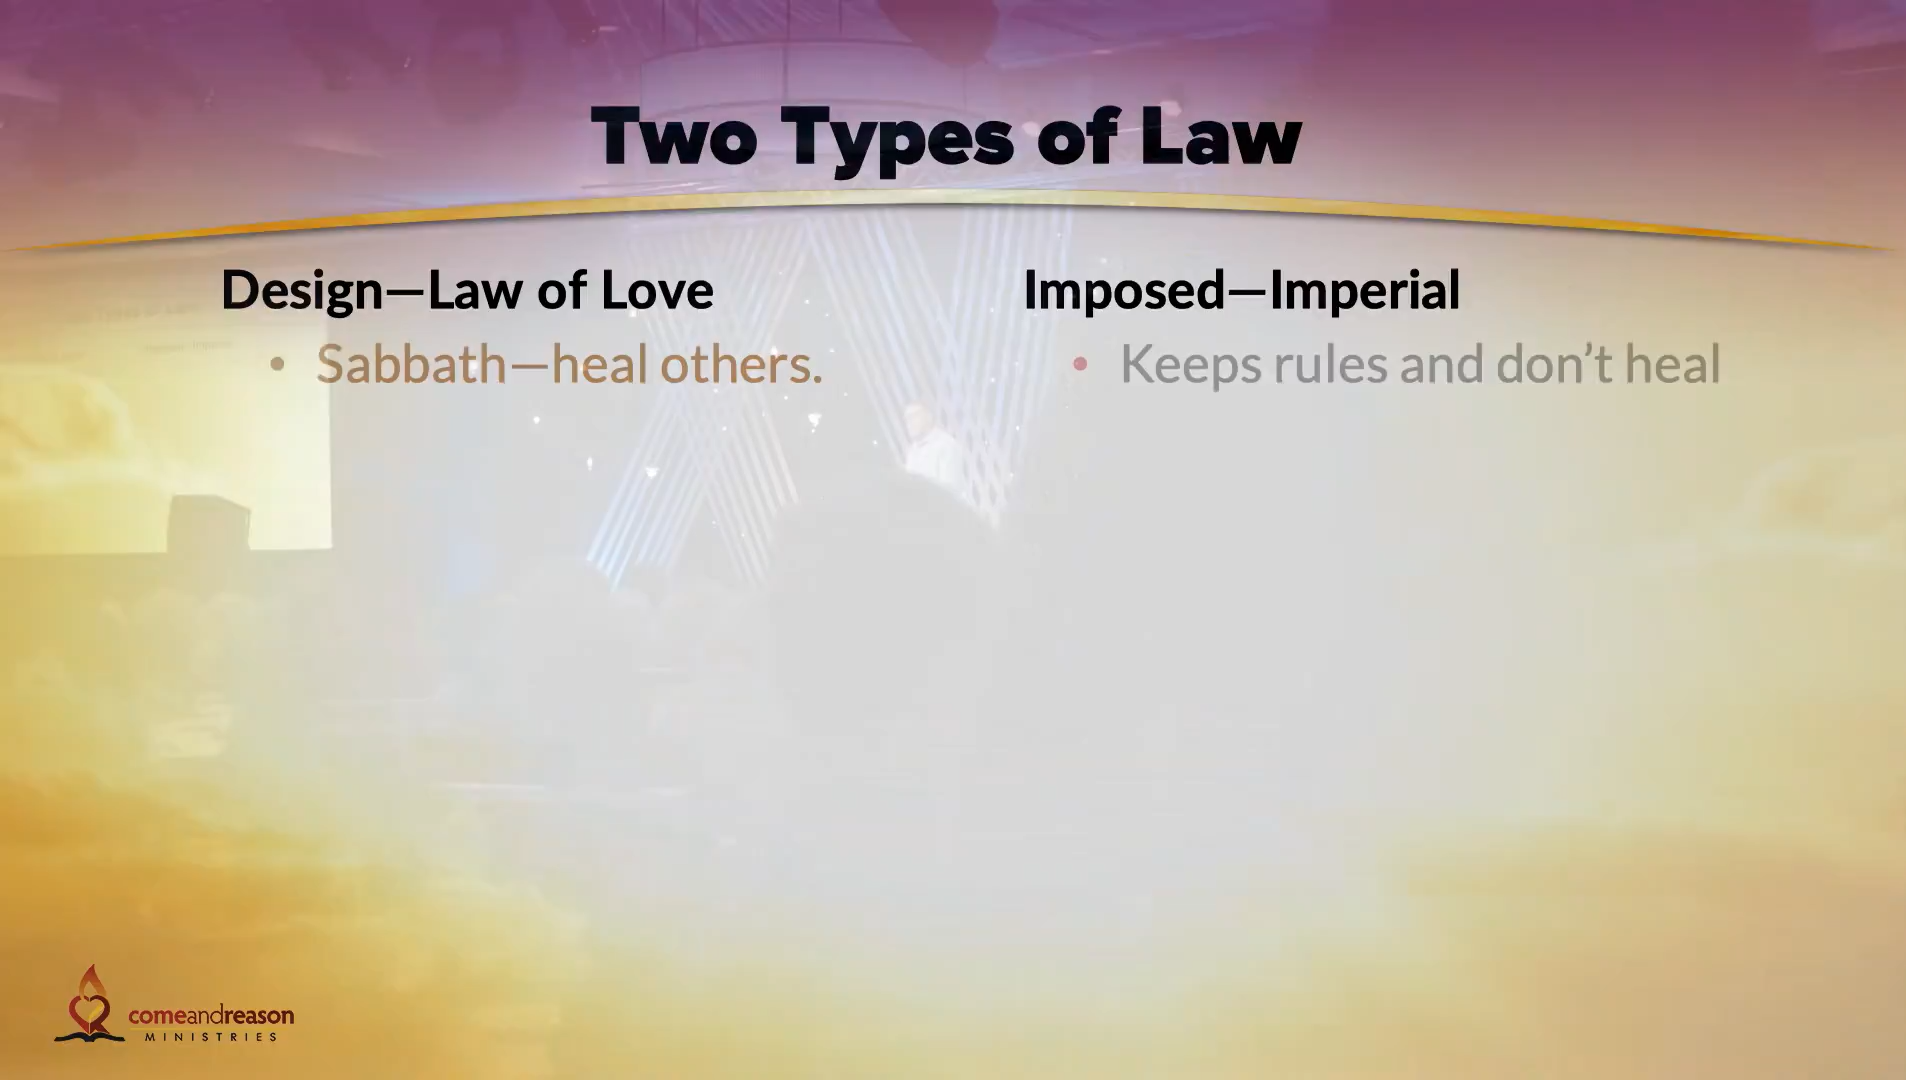 Two Types of Law
Design—Law of Love
• Sabbath—heal others.
Imposed—Imperial
• Keeps rules and don't heal
comeandreason
MINISTRIES